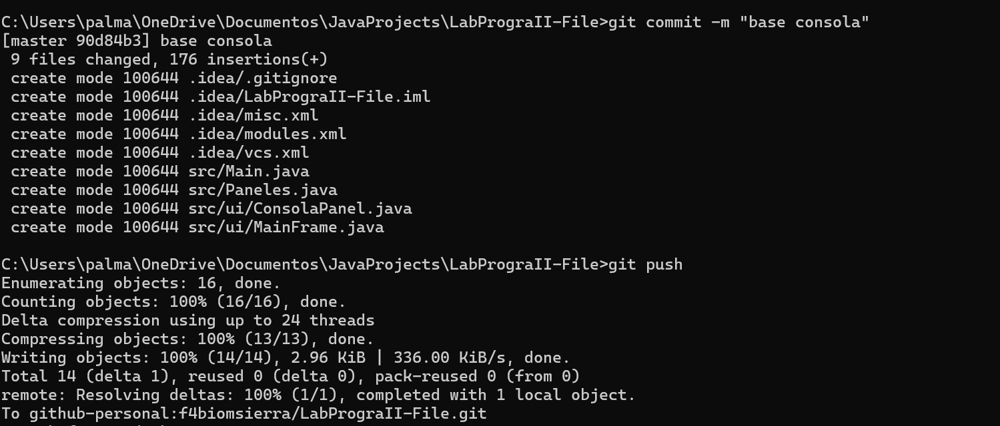 C:\Users\palma\OneDrive\Documentos\JavaProjects\LabPrograII-File>git commit -m "base consola"
[master 90d84b3] base consola
 9 files changed, 176 insertions(+)
 create mode 100644 .idea/.gitignore
 create mode 100644 .idea/LabPrograII-File.iml
 create mode 100644 .idea/misc.xml
 create mode 100644 .idea/modules.xml
 create mode 100644 .idea/vcs.xml
 create mode 100644 src/Main.java
 create mode 100644 src/Paneles.java
 create mode 100644 src/ui/ConsolaPanel.java
 create mode 100644 src/ui/MainFrame.java
C:\Users\palma\OneDrive\Documentos\JavaProjects\LabPrograII-File>git push
Enumerating objects: 16, done.
Counting objects: 100% (16/16), done.
Delta compression using up to 24 threads
Compressing objects: 100% (13/13), done.
Writing objects: 100% (14/14), 2.96 KiB | 336.00 KiB/s, done.
Total 14 (delta 1), reused 0 (delta 0), pack-reused 0 (from 0)
remote: Resolving deltas: 100% (1/1), completed with 1 local object.
To github-personal:f4biomsierra/LabPrograII-File.git